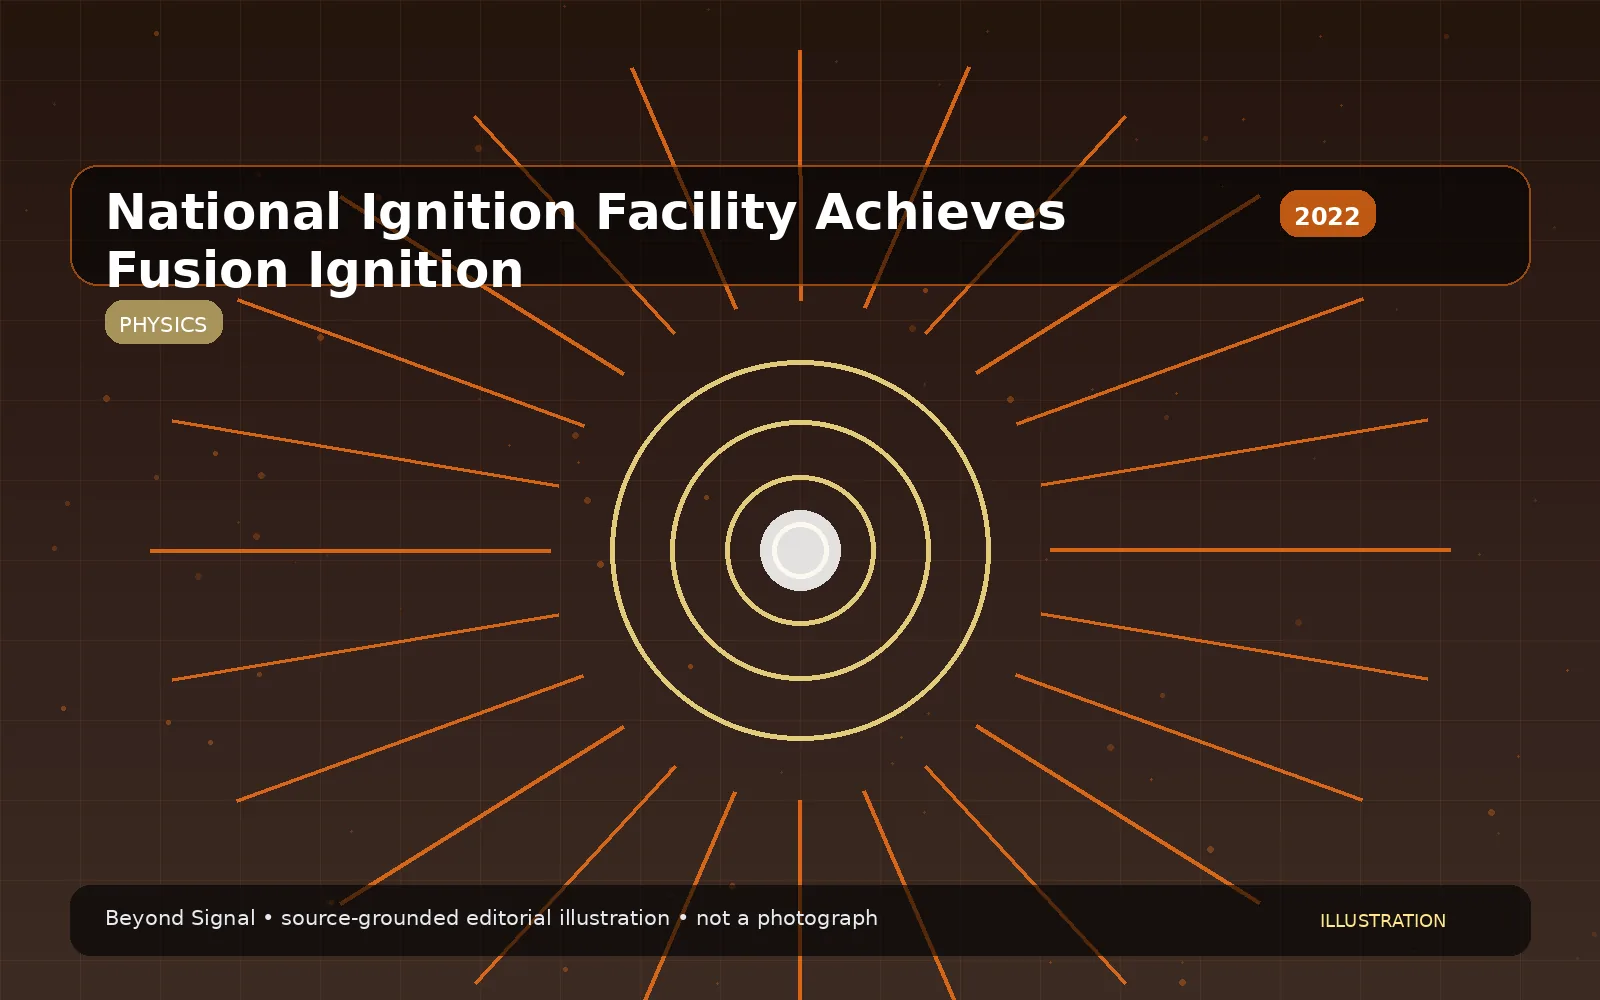 National Ignition Facility Achieves
Fusion Ignition
2022
PHYSICS
Beyond Signal • source-grounded editorial illustration • not a photograph
ILLUSTRATION